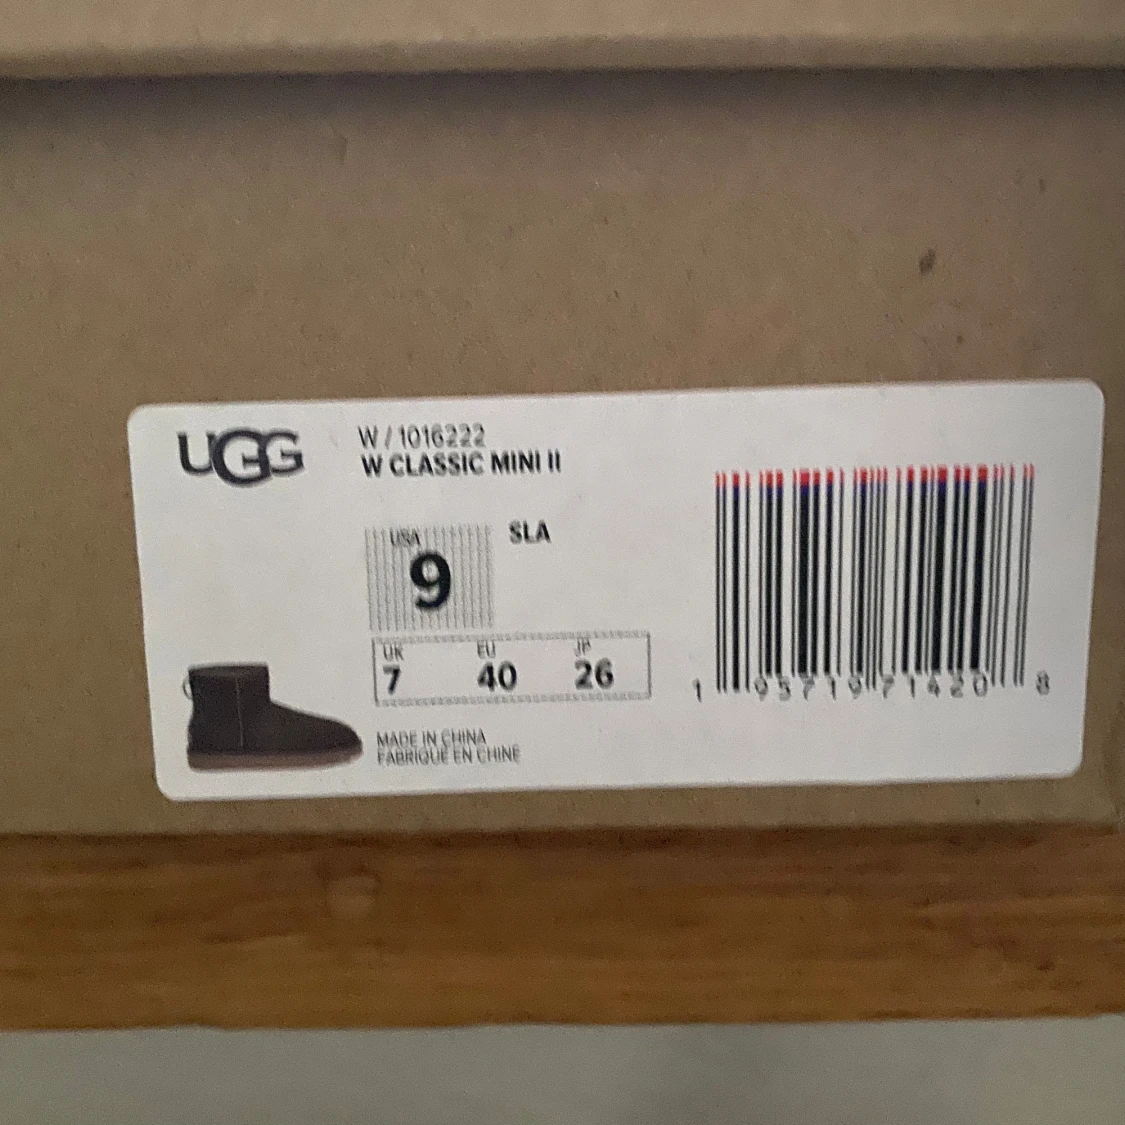 UGG
W / 1016222
W CLASSIC MINI II
USA
9
SLA
UK EU JP
7 40 26
MADE IN CHINA
FABRIQUÉ EN CHINE
1 95719 71420 8